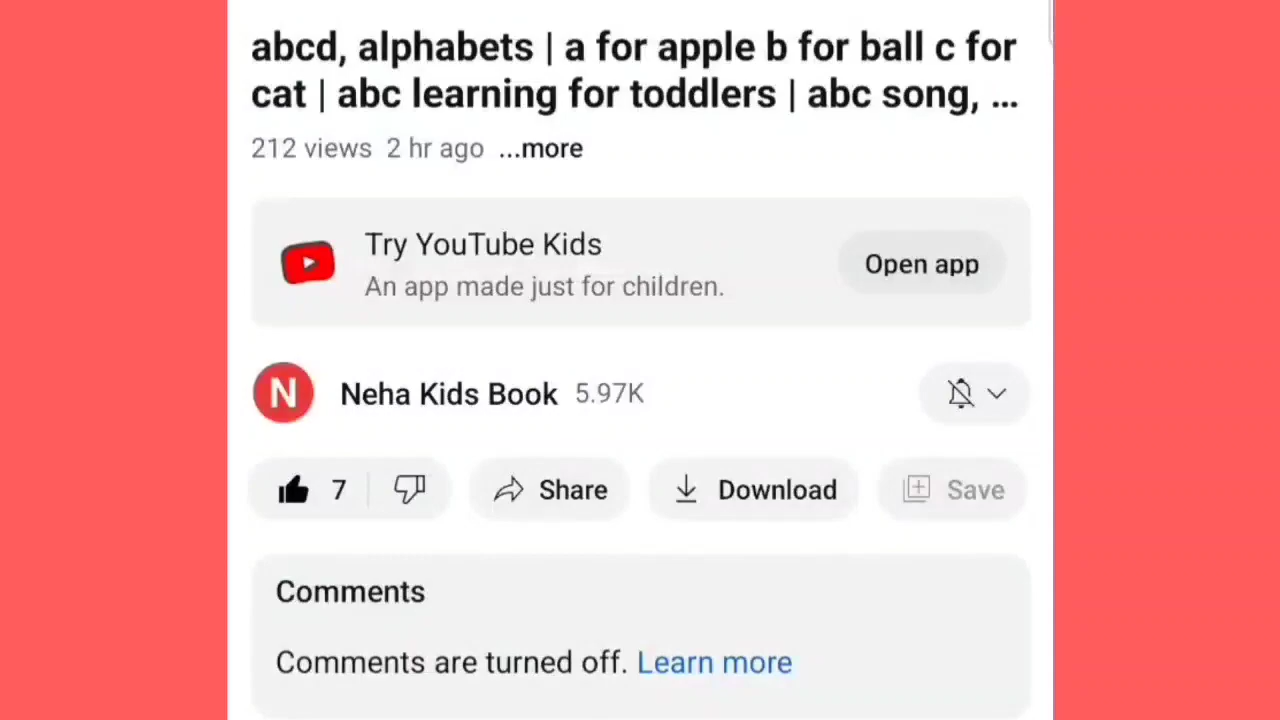 abcd, alphabets | a for apple b for ball c for
cat | abc learning for toddlers | abc song, ...
212 views 2 hr ago ...more
Try YouTube Kids
An app made just for children.
Open app
N Neha Kids Book 5.97K
7 Share Download Save
Comments
Comments are turned off. Learn more